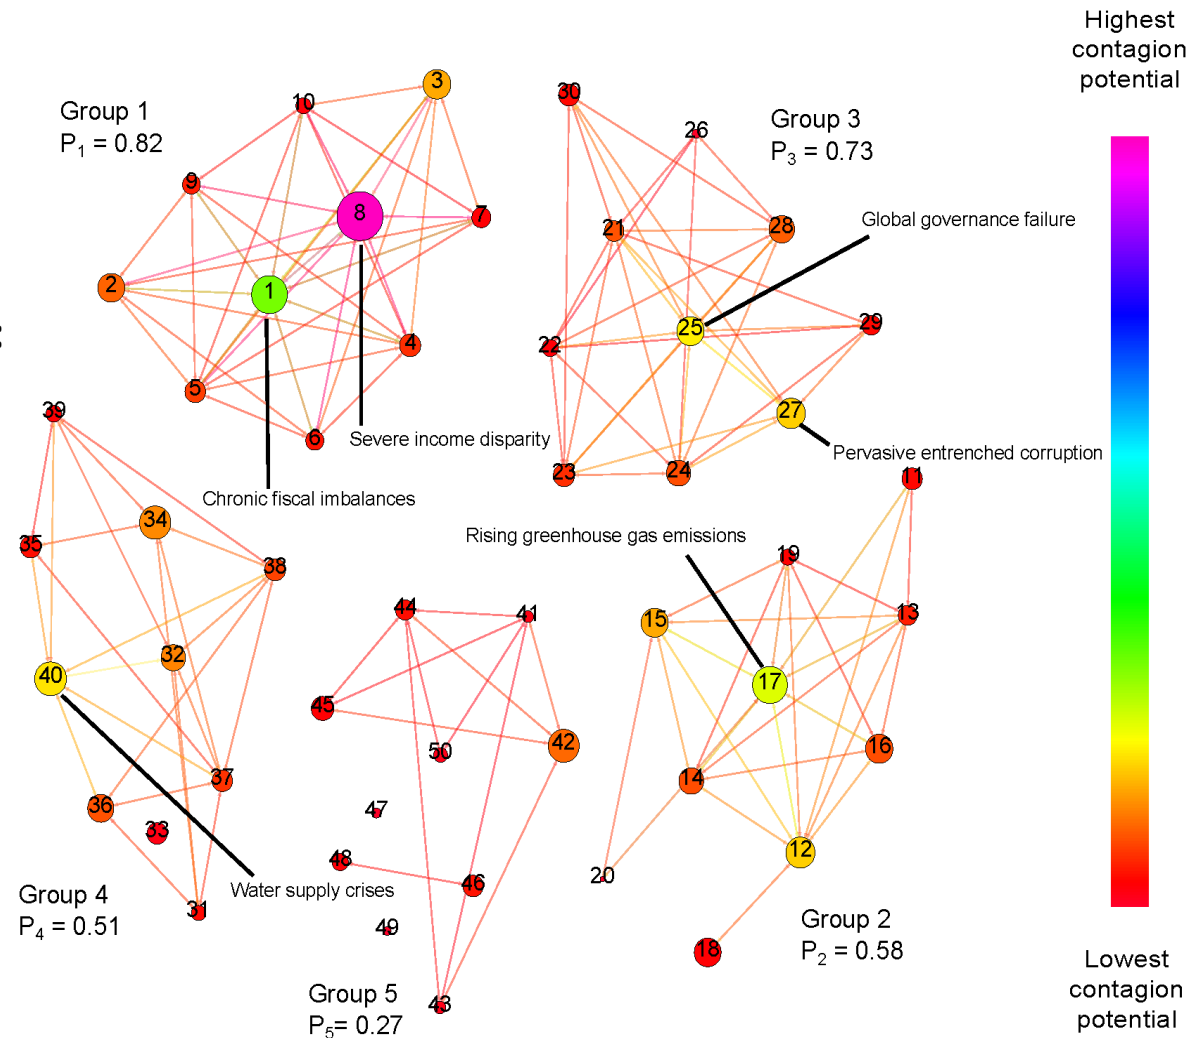 Highest
contagion
potential
Group 1
P1 = 0.82
3
10
9
8
7
2
1
4
5
6
Severe income disparity
Chronic fiscal imbalances
30
26
Group 3
P3 = 0.73
21
28
Global governance failure
25
29
22
27
23
24
Pervasive entrenched corruption
39
34
35
38
32
40
37
36
33
31
Water supply crises
Group 4
P4 = 0.51
44
41
45
50
42
47
48
46
49
43
Group 5
P5= 0.27
Rising greenhouse gas emissions
11
19
15
13
17
16
14
12
20
18
Group 2
P2 = 0.58
Lowest
contagion
potential